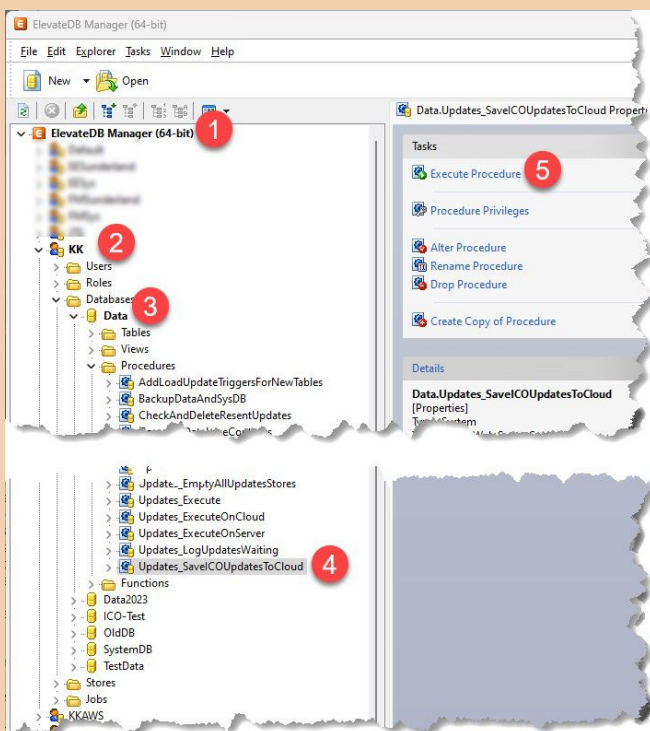 ElevateDB Manager (64-bit)
File Edit Explorer Tasks Window Help
New Open
ElevateDB Manager (64-bit) 1
KK 2
Users
Roles
Databases 3
Data
Tables
Views
Procedures
AddLoadUpdateTriggersForNewTables
BackupDataAndSysDB
CheckAndDeleteResentUpdates
Updates_EmptyAllUpdatesStores
Updates_Execute
Updates_ExecuteOnCloud
Updates_ExecuteOnServer
Updates_LogUpdatesWaiting
Updates_SaveICOUpdatesToCloud 4
Functions
Data2023
ICO-Test
OldDB
SystemDB
TestData
Stores
Jobs
KKAWS
Data.Updates_SaveICOUpdatesToCloud
Tasks
Execute Procedure 5
Procedure Privileges
Alter Procedure
Rename Procedure
Drop Procedure
Create Copy of Procedure
Details
Data.Updates_SaveICOUpdatesToCloud
[Properties]